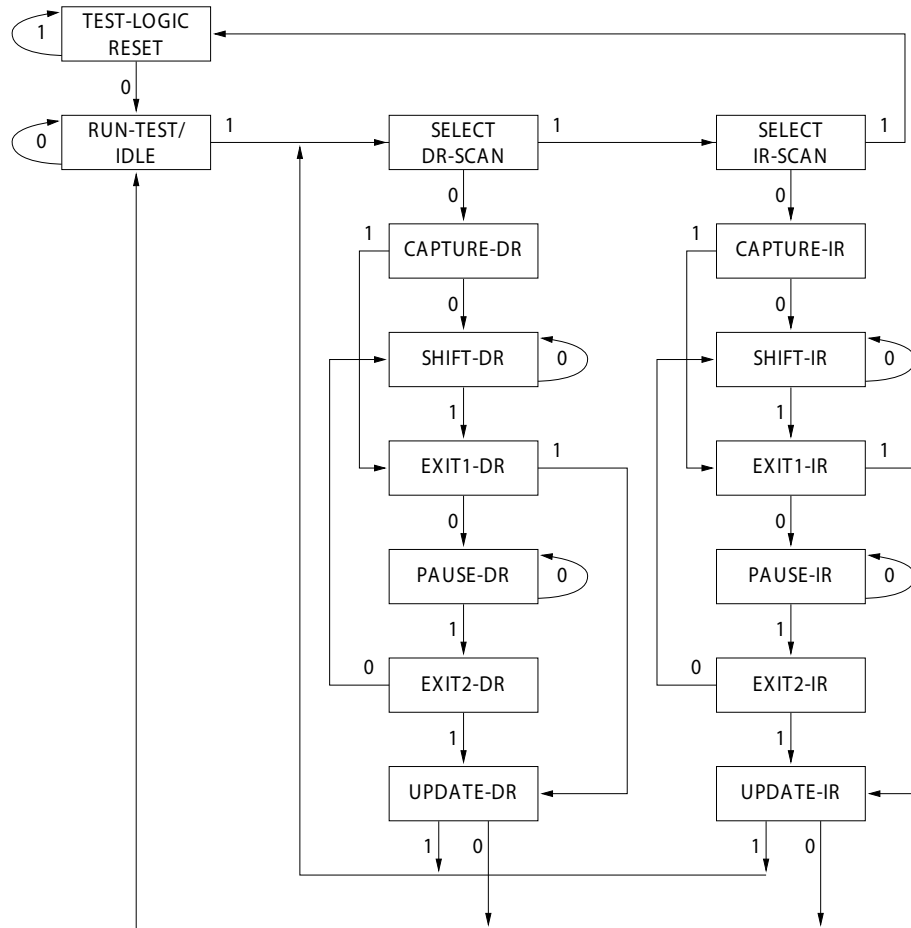 TEST-LOGIC
RESET
1
0
RUN-TEST/
IDLE
0
1
SELECT
DR-SCAN
1
SELECT
IR-SCAN
1
0
0
1
CAPTURE-DR
1
CAPTURE-IR
0
0
SHIFT-DR
0
SHIFT-IR
0
1
1
EXIT1-DR
1
EXIT1-IR
1
0
0
PAUSE-DR
0
PAUSE-IR
0
1
1
0
EXIT2-DR
0
EXIT2-IR
1
1
UPDATE-DR
UPDATE-IR
1
0
1
0